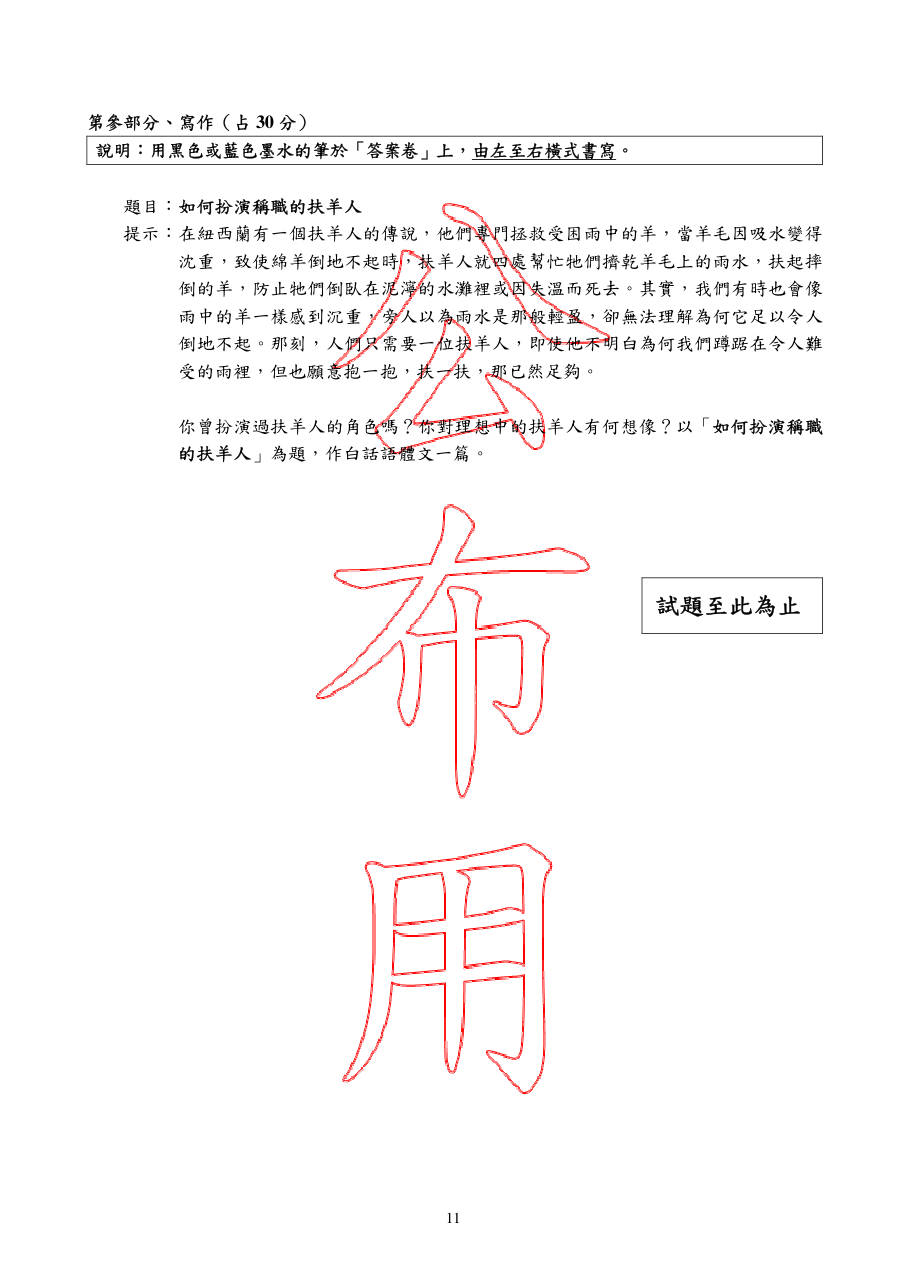 第參部分、寫作（占 30 分）
說明：用黑色或藍色墨水的筆於「答案卷」上，由左至右橫式書寫。
題目：如何扮演稱職的扶羊人
提示：在紐西蘭有一個扶羊人的傳說，他們專門拯救受困雨中的羊，當羊毛因吸水變得
沈重，致使綿羊倒地不起時，扶羊人就四處幫忙牠們擠乾羊毛上的雨水，扶起摔
倒的羊，防止牠們倒臥在泥濘的水灘裡或因失溫而死去。其實，我們有時也會像
雨中的羊一樣感到沉重，旁人以為雨水是那般輕盈，卻無法理解為何它足以令人
倒地不起。那刻，人們只需要一位扶羊人，即使他不明白為何我們蹲踞在令人難
受的雨裡，但也願意抱一抱，扶一扶，那已然足夠。
你曾扮演過扶羊人的角色嗎？你對理想中的扶羊人有何想像？以「如何扮演稱職
的扶羊人」為題，作白話語體文一篇。
試題至此為止
公
布
用
11